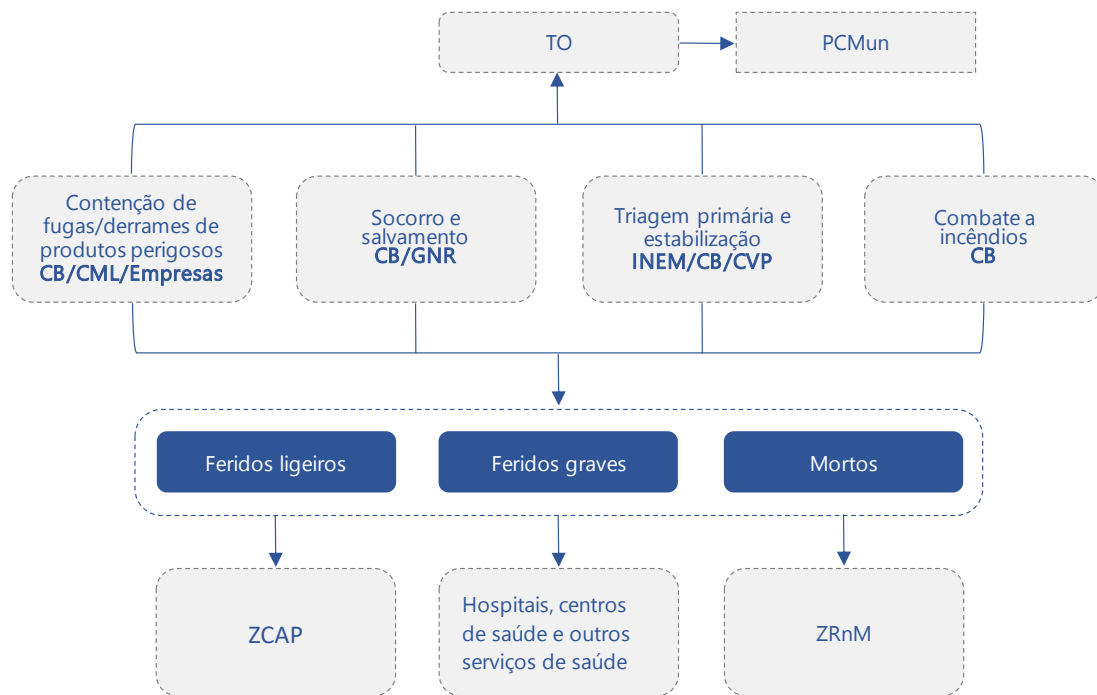 TO
PCMun
Contenção de
fugas/derrames de
produtos perigosos
CB/CML/Empresas
Socorro e
salvamento
CB/GNR
Triagem primária e
estabilização
INEM/CB/CVP
Combate a
incêndios
CB
Feridos ligeiros
Feridos graves
Mortos
ZCAP
Hospitais, centros
de saúde e outros
serviços de saúde
ZRnM